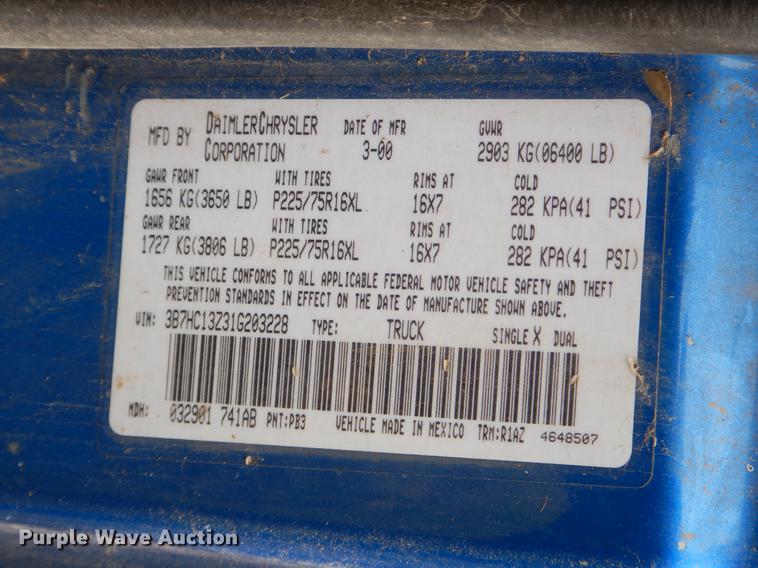 MFD BY DAIMLERCHRYSLER CORPORATION DATE OF MFR 3-00 GVWR 2903 KG(06400 LB)
GAWR FRONT WITH TIRES RIMS AT COLD
1656 KG(3650 LB) P225/75R16XL 16X7 282 KPA(41 PSI)
GAWR REAR WITH TIRES RIMS AT COLD
1727 KG(3806 LB) P225/75R16XL 16X7 282 KPA(41 PSI)
THIS VEHICLE CONFORMS TO ALL APPLICABLE FEDERAL MOTOR VEHICLE SAFETY AND THEFT
PREVENTION STANDARDS IN EFFECT ON THE DATE OF MANUFACTURE SHOWN ABOVE.
VIN: 3B7HC13Z31G203228 TYPE: TRUCK SINGLE X DUAL
MDH: 032901 741AB PNT:PB3 VEHICLE MADE IN MEXICO TRM:R1AZ 4648507
Purple Wave Auction